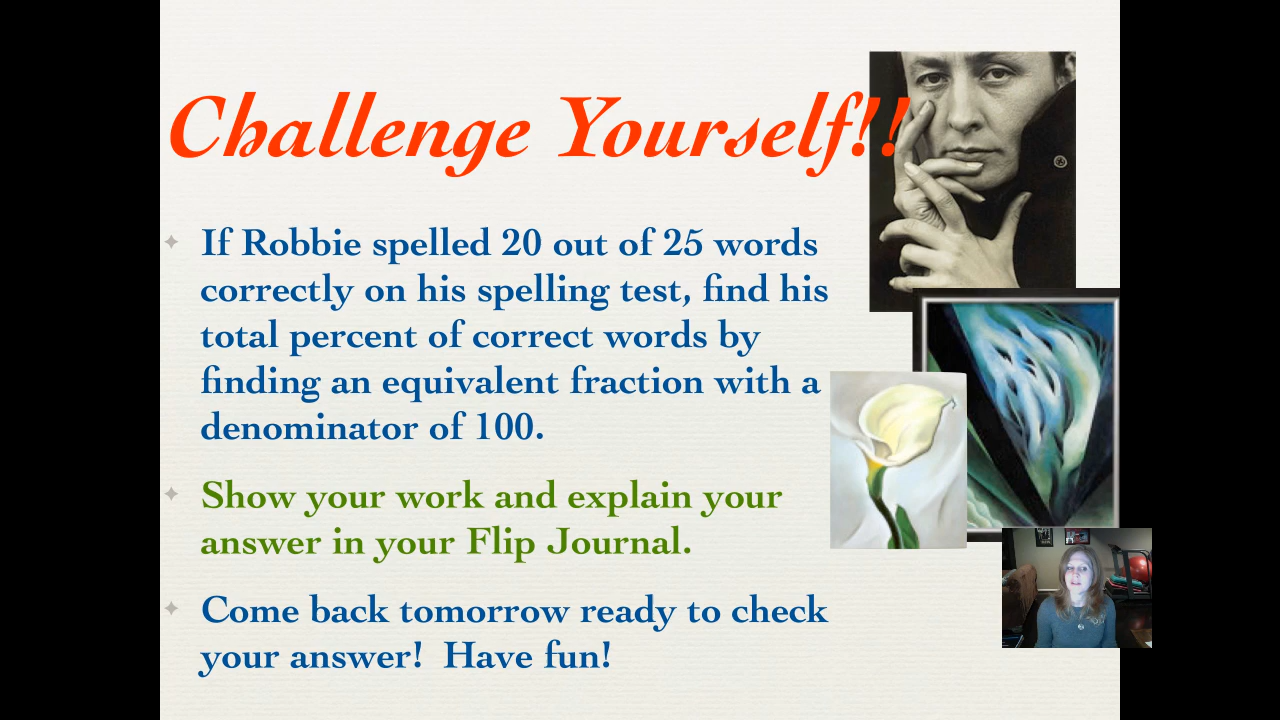 Challenge Yourself!!
If Robbie spelled 20 out of 25 words
correctly on his spelling test, find his
total percent of correct words by
finding an equivalent fraction with a
denominator of 100.
Show your work and explain your
answer in your Flip Journal.
Come back tomorrow ready to check
your answer!  Have fun!